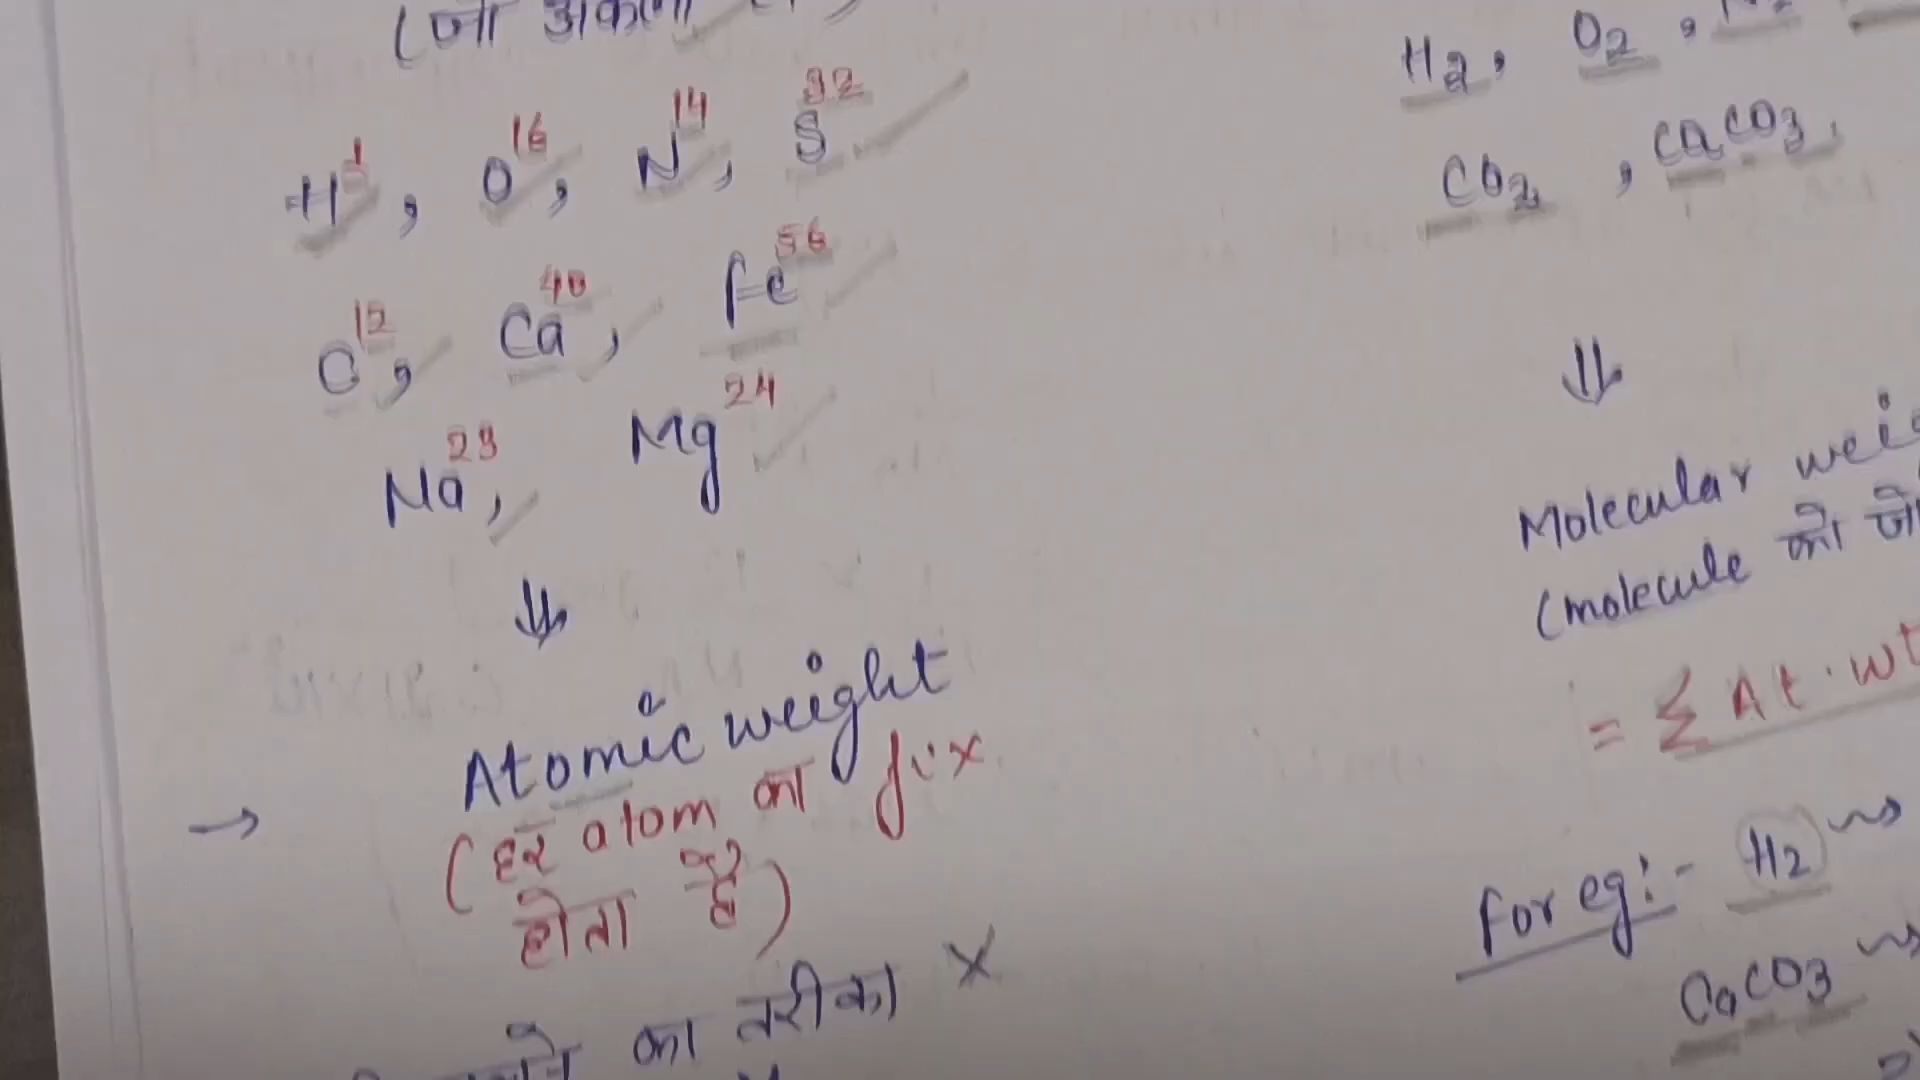 (जो अकेला
H¹, O¹⁶, N¹⁴, S³²
C¹², Ca⁴⁰, Fe⁵⁶
Na²³, Mg²⁴
⇓
Atomic weight
→ (हर atom का fix
होता है)
का तरीका ×
H₂, O₂,
CO₂, CaCO₃,
⇓
Molecular
(molecule को
= Σ At. wt
For eg:- H₂
CaCO₃